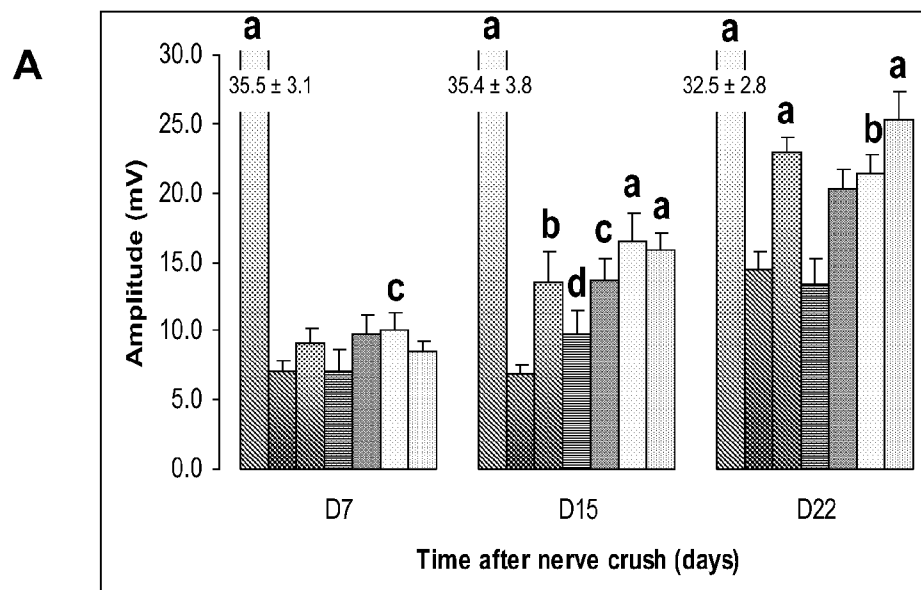 A
a a a
30.0
35.5 ± 3.1 35.4 ± 3.8 32.5 ± 2.8
a
25.0
a
b
20.0
a
a
b
c
15.0
d
c
10.0
5.0
0.0
Amplitude (mV)
D7 D15 D22
Time after nerve crush (days)